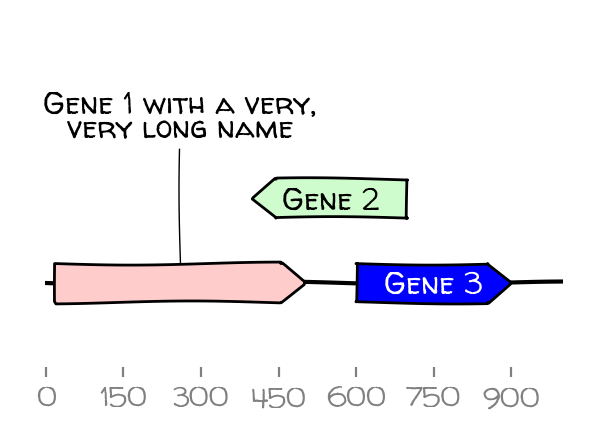 Gene 1 with a very,
very long name
Gene 2
Gene 3
0 150 300 450 600 750 900